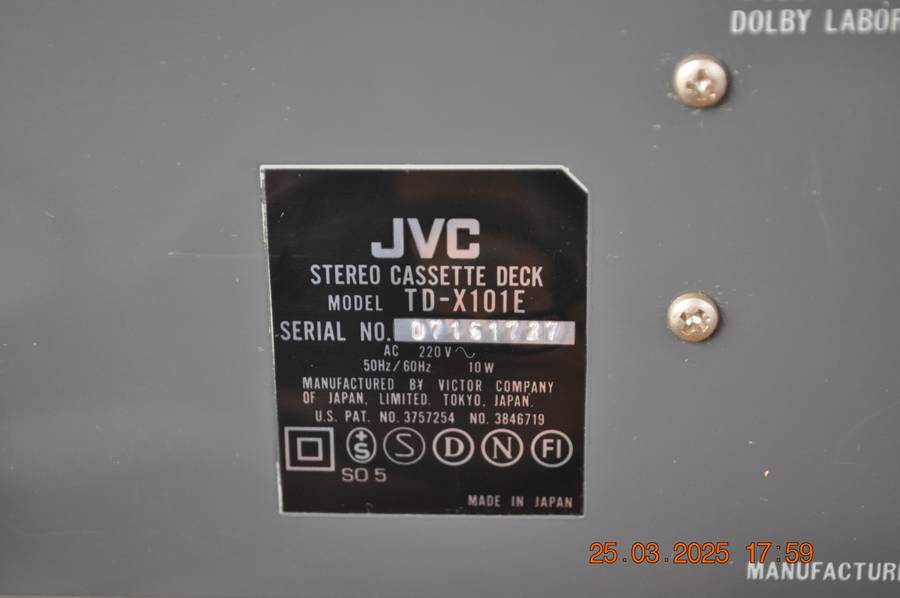 DOLBY LABOR
JVC
STEREO CASSETTE DECK
MODEL TD-X101E
SERIAL NO. 07151727
AC 220V~
50Hz/60Hz 10W
MANUFACTURED BY VICTOR COMPANY
OF JAPAN, LIMITED. TOKYO, JAPAN.
U.S. PAT. NO. 3757254 NO. 3846719
+S S D N FI
SO 5
MADE IN JAPAN
25.03.2025 17:59
MANUFACTUR